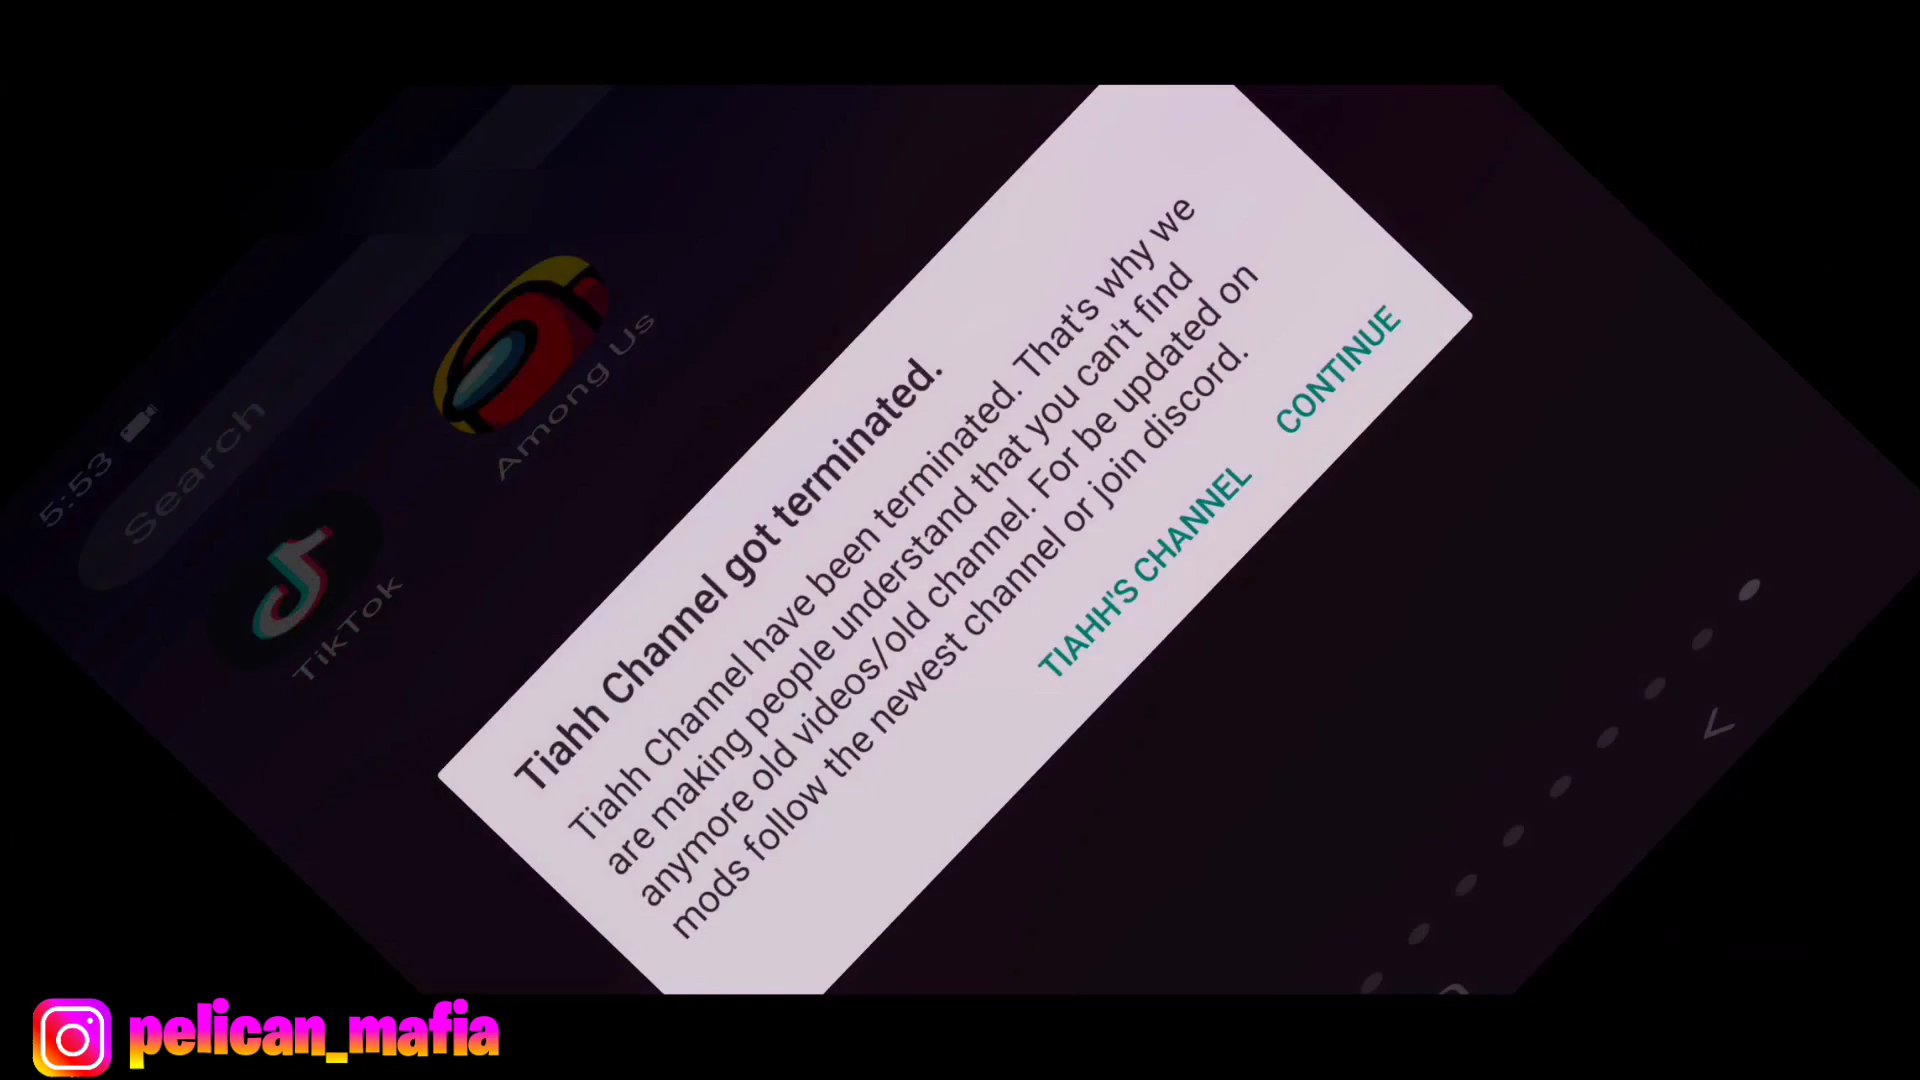 5:53
Search
TikTok
Among Us
Tiahh Channel got terminated.
Tiahh Channel have been terminated. That's why we
are making people understand that you can't find
anymore old videos/old channel. For be updated on
mods follow the newest channel or join discord.
TIAHH'S CHANNEL
CONTINUE
pelican_mafia